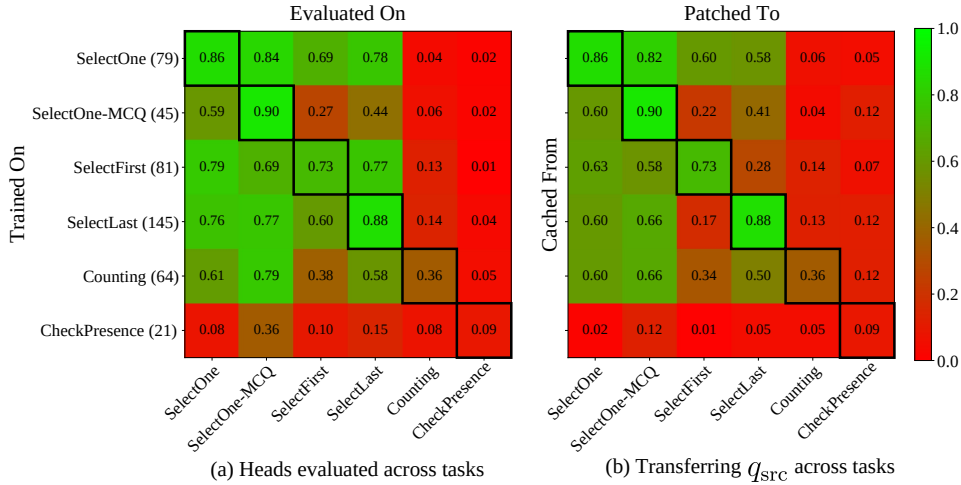 Evaluated On
Patched To
Trained On
SelectOne (79)
SelectOne-MCQ (45)
SelectFirst (81)
SelectLast (145)
Counting (64)
CheckPresence (21)
0.86 0.84 0.69 0.78 0.04 0.02
0.59 0.90 0.27 0.44 0.06 0.02
0.79 0.69 0.73 0.77 0.13 0.01
0.76 0.77 0.60 0.88 0.14 0.04
0.61 0.79 0.38 0.58 0.36 0.05
0.08 0.36 0.10 0.15 0.08 0.09
SelectOne
SelectOne-MCQ
SelectFirst
SelectLast
Counting
CheckPresence
(a) Heads evaluated across tasks
Cached From
0.86 0.82 0.60 0.58 0.06 0.05
0.60 0.90 0.22 0.41 0.04 0.12
0.63 0.58 0.73 0.28 0.14 0.07
0.60 0.66 0.17 0.88 0.13 0.12
0.60 0.66 0.34 0.50 0.36 0.12
0.02 0.12 0.01 0.05 0.05 0.09
SelectOne
SelectOne-MCQ
SelectFirst
SelectLast
Counting
CheckPresence
(b) Transferring q_src across tasks
1.0
0.8
0.6
0.4
0.2
0.0